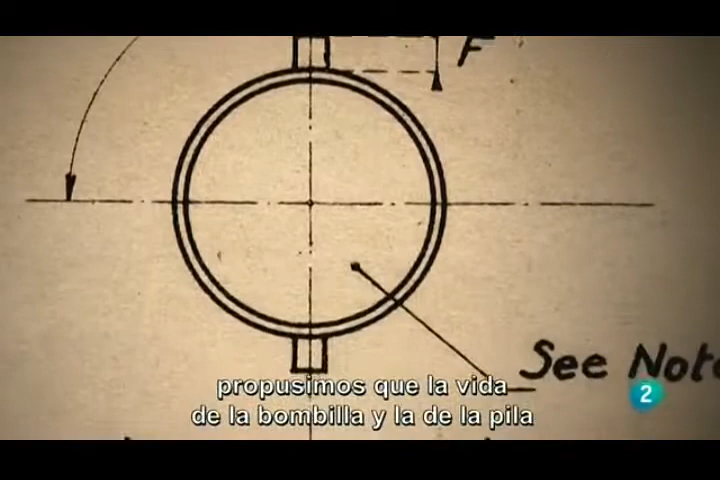 F
See Note
propusimos que la vida
2
de la bombilla y la de la pila